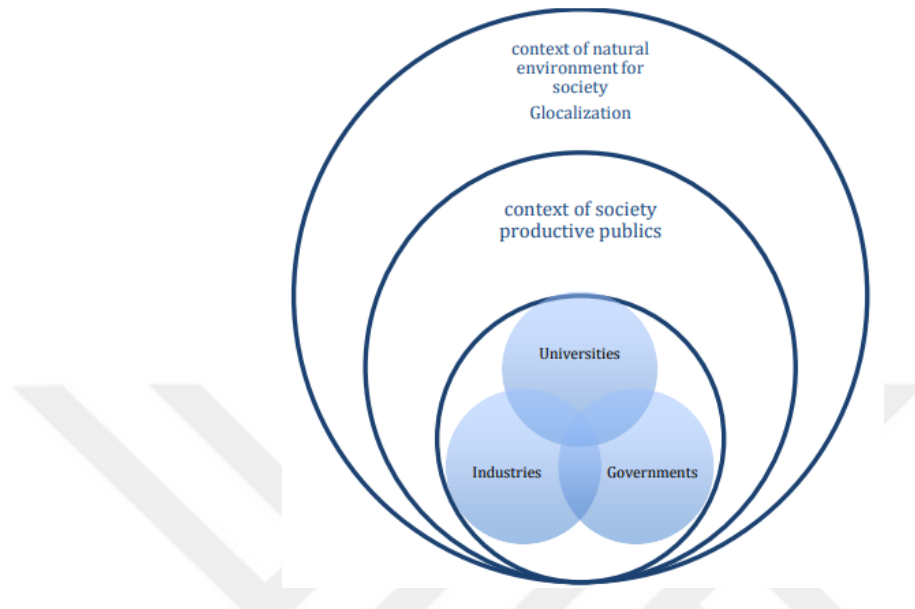 context of natural
environment for
society
Glocalization
context of society
productive publics
Universities
Industries
Governments